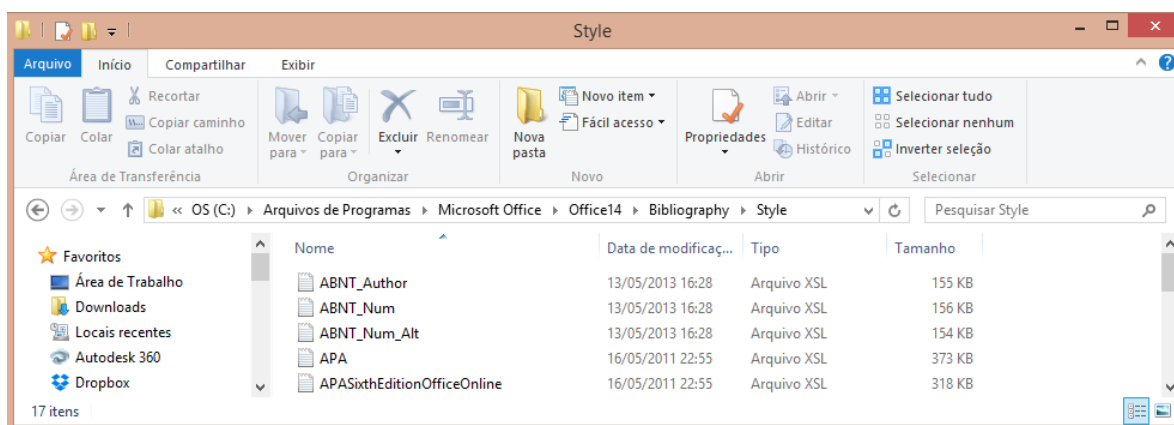 Style
Arquivo Início Compartilhar Exibir
Copiar Colar Recortar Copiar caminho Colar atalho
Mover para Copiar para Excluir Renomear
Nova pasta Novo item Fácil acesso
Propriedades Abrir Editar Histórico
Selecionar tudo Selecionar nenhum Inverter seleção
Área de Transferência Organizar Novo Abrir Selecionar
« OS (C:) Arquivos de Programas Microsoft Office Office14 Bibliography Style Pesquisar Style
Favoritos
Área de Trabalho
Downloads
Locais recentes
Autodesk 360
Dropbox
Nome Data de modificaç... Tipo Tamanho
ABNT_Author 13/05/2013 16:28 Arquivo XSL 155 KB
ABNT_Num 13/05/2013 16:28 Arquivo XSL 156 KB
ABNT_Num_Alt 13/05/2013 16:28 Arquivo XSL 154 KB
APA 16/05/2011 22:55 Arquivo XSL 373 KB
APASixthEditionOfficeOnline 16/05/2011 22:55 Arquivo XSL 318 KB
17 itens